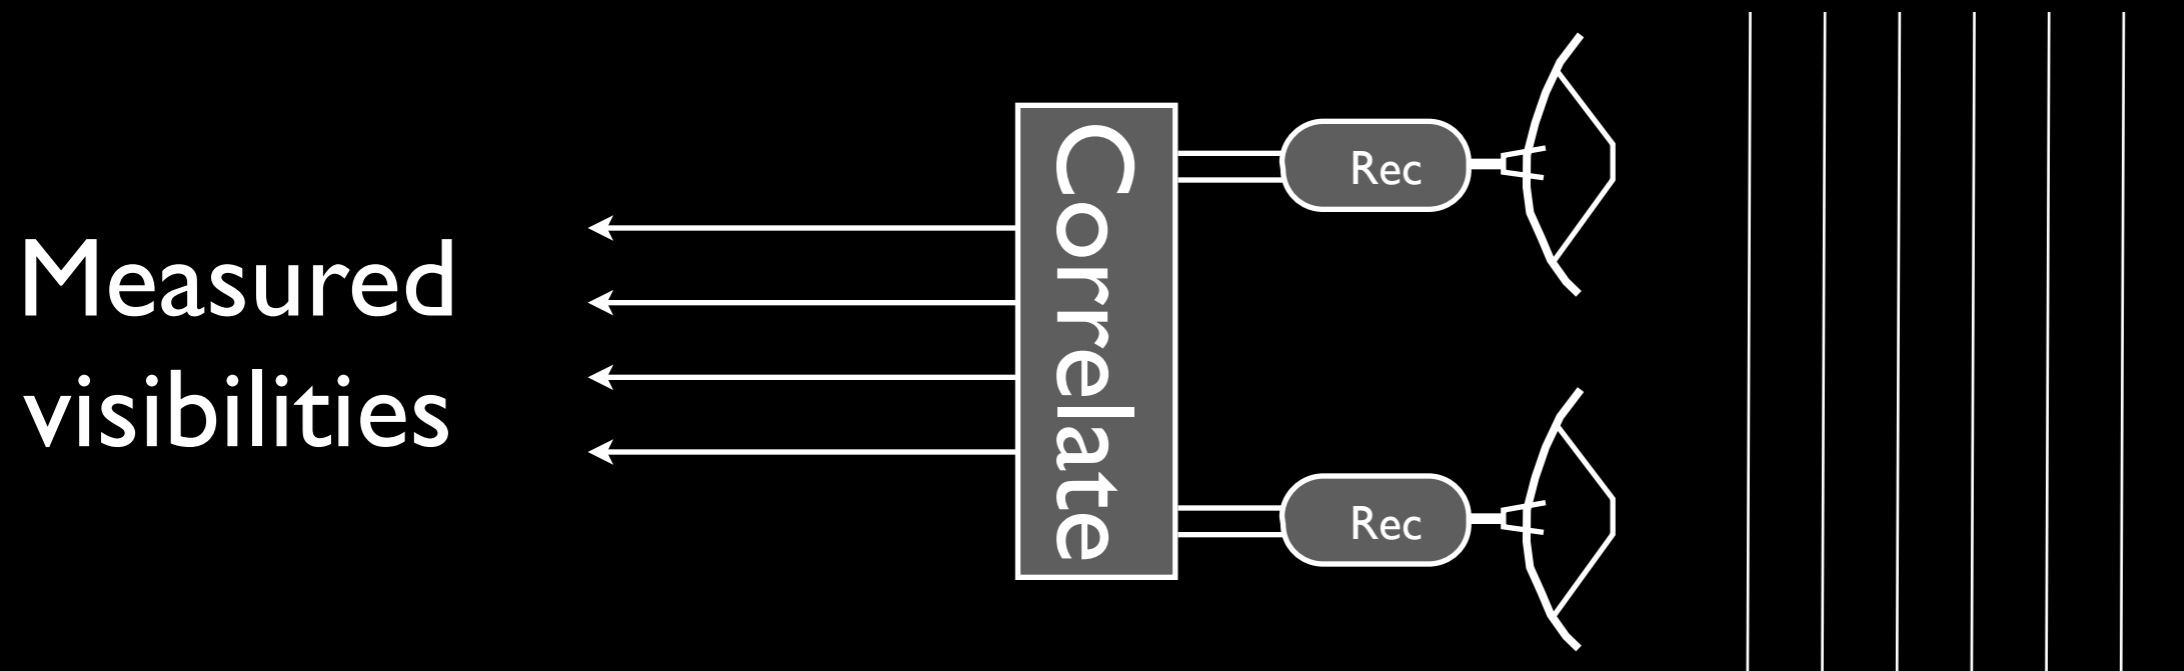 Measured
visibilities
Correlate
Rec
Rec